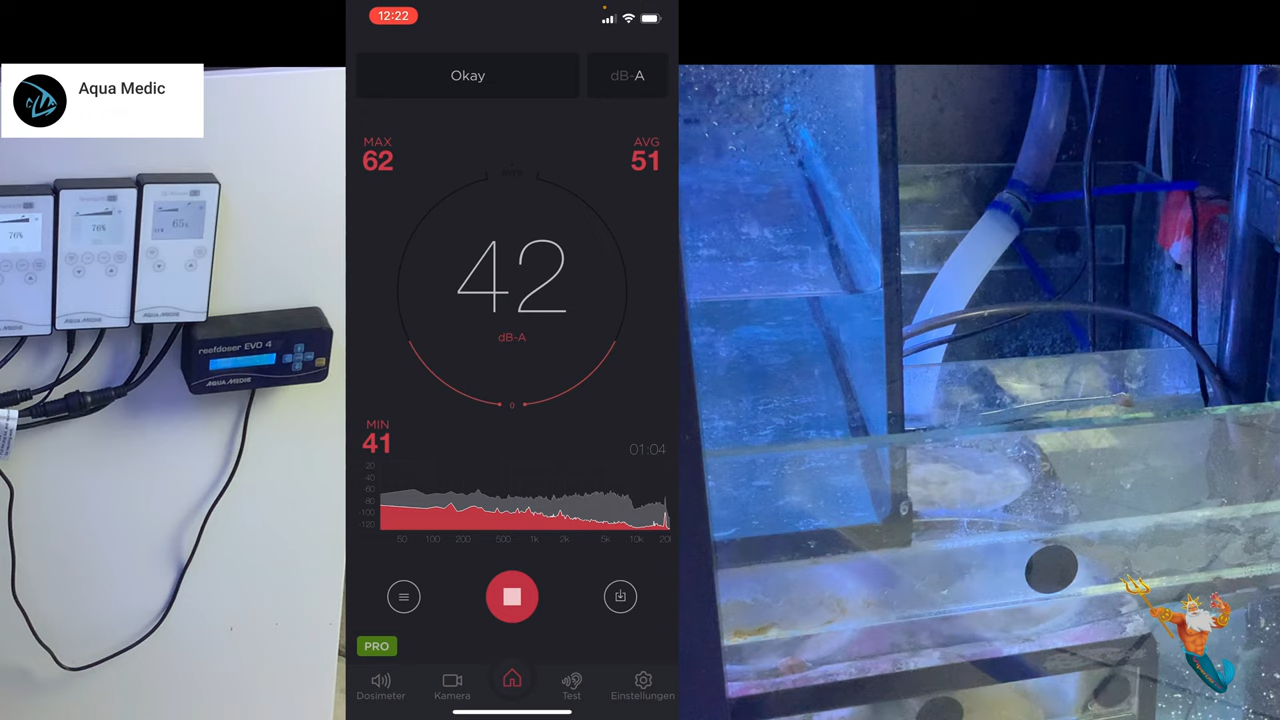 Aqua Medic
76%
76%
65%
AQUA MEDIC
AQUA MEDIC
reefdoser EVO 4
AQUA MEDIC
12:22
Okay
dB-A
MAX
62
AVG
51
42
dB-A
0
MIN
41
01:04
-20
-40
-60
-80
-100
-120
50
100
200
500
1k
2k
5k
10k
20
PRO
Dosimeter
Kamera
Test
Einstellungen